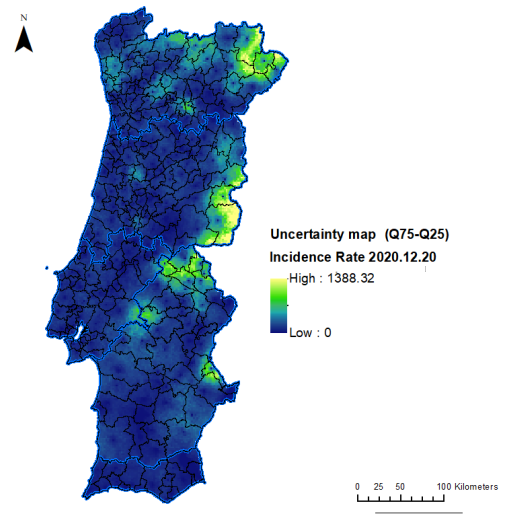 N
Uncertainty map (Q75-Q25)
Incidence Rate 2020.12.20
High : 1388.32
Low : 0
0 25 50 100 Kilometers